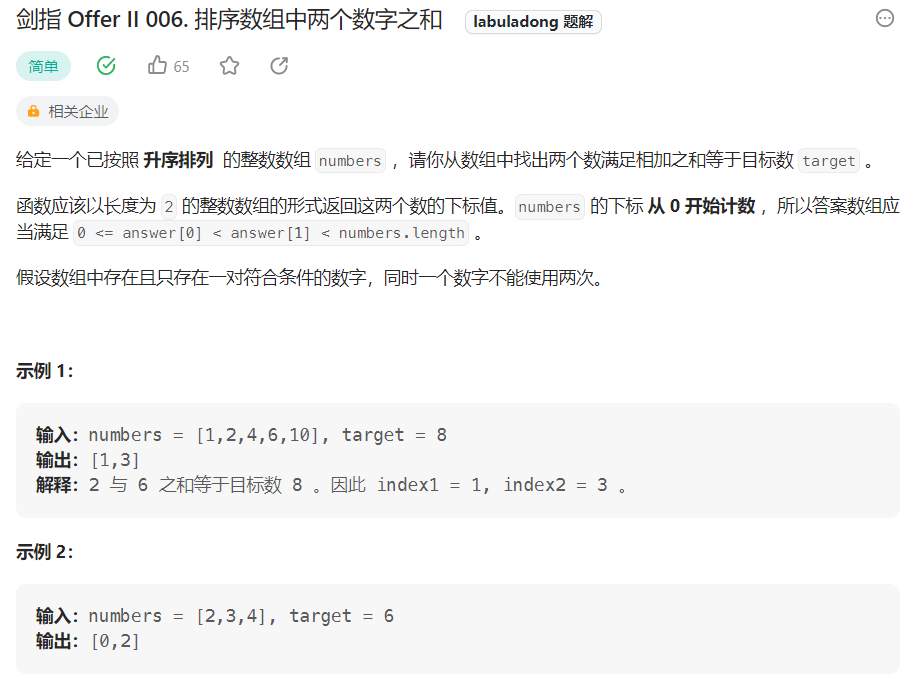 剑指 Offer II 006. 排序数组中两个数字之和 labuladong 题解
简单 65
相关企业
给定一个已按照 升序排列 的整数数组 numbers ，请你从数组中找出两个数满足相加之和等于目标数 target 。
函数应该以长度为 2 的整数数组的形式返回这两个数的下标值。numbers 的下标 从 0 开始计数 ，所以答案数组应
当满足 0 <= answer[0] < answer[1] < numbers.length 。
假设数组中存在且只存在一对符合条件的数字，同时一个数字不能使用两次。
示例 1：
输入：numbers = [1,2,4,6,10], target = 8
输出：[1,3]
解释：2 与 6 之和等于目标数 8 。因此 index1 = 1, index2 = 3 。
示例 2：
输入：numbers = [2,3,4], target = 6
输出：[0,2]